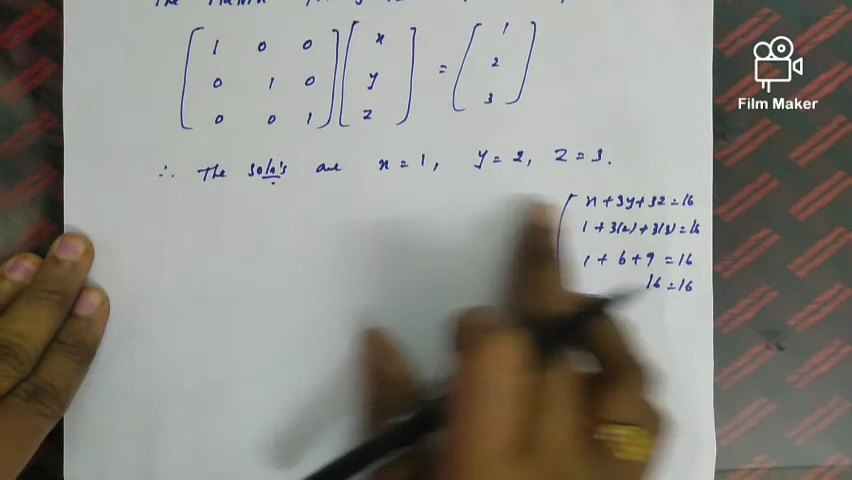 1 0 0 x 1
0 1 0 y = 2
0 0 1 z 3
∴ The sol^n's are x = 1, y = 2, z = 3.
x + 3y + 3z = 16
1 + 3(2) + 3(3) = 16
1 + 6 + 9 = 16
16 = 16
Film Maker